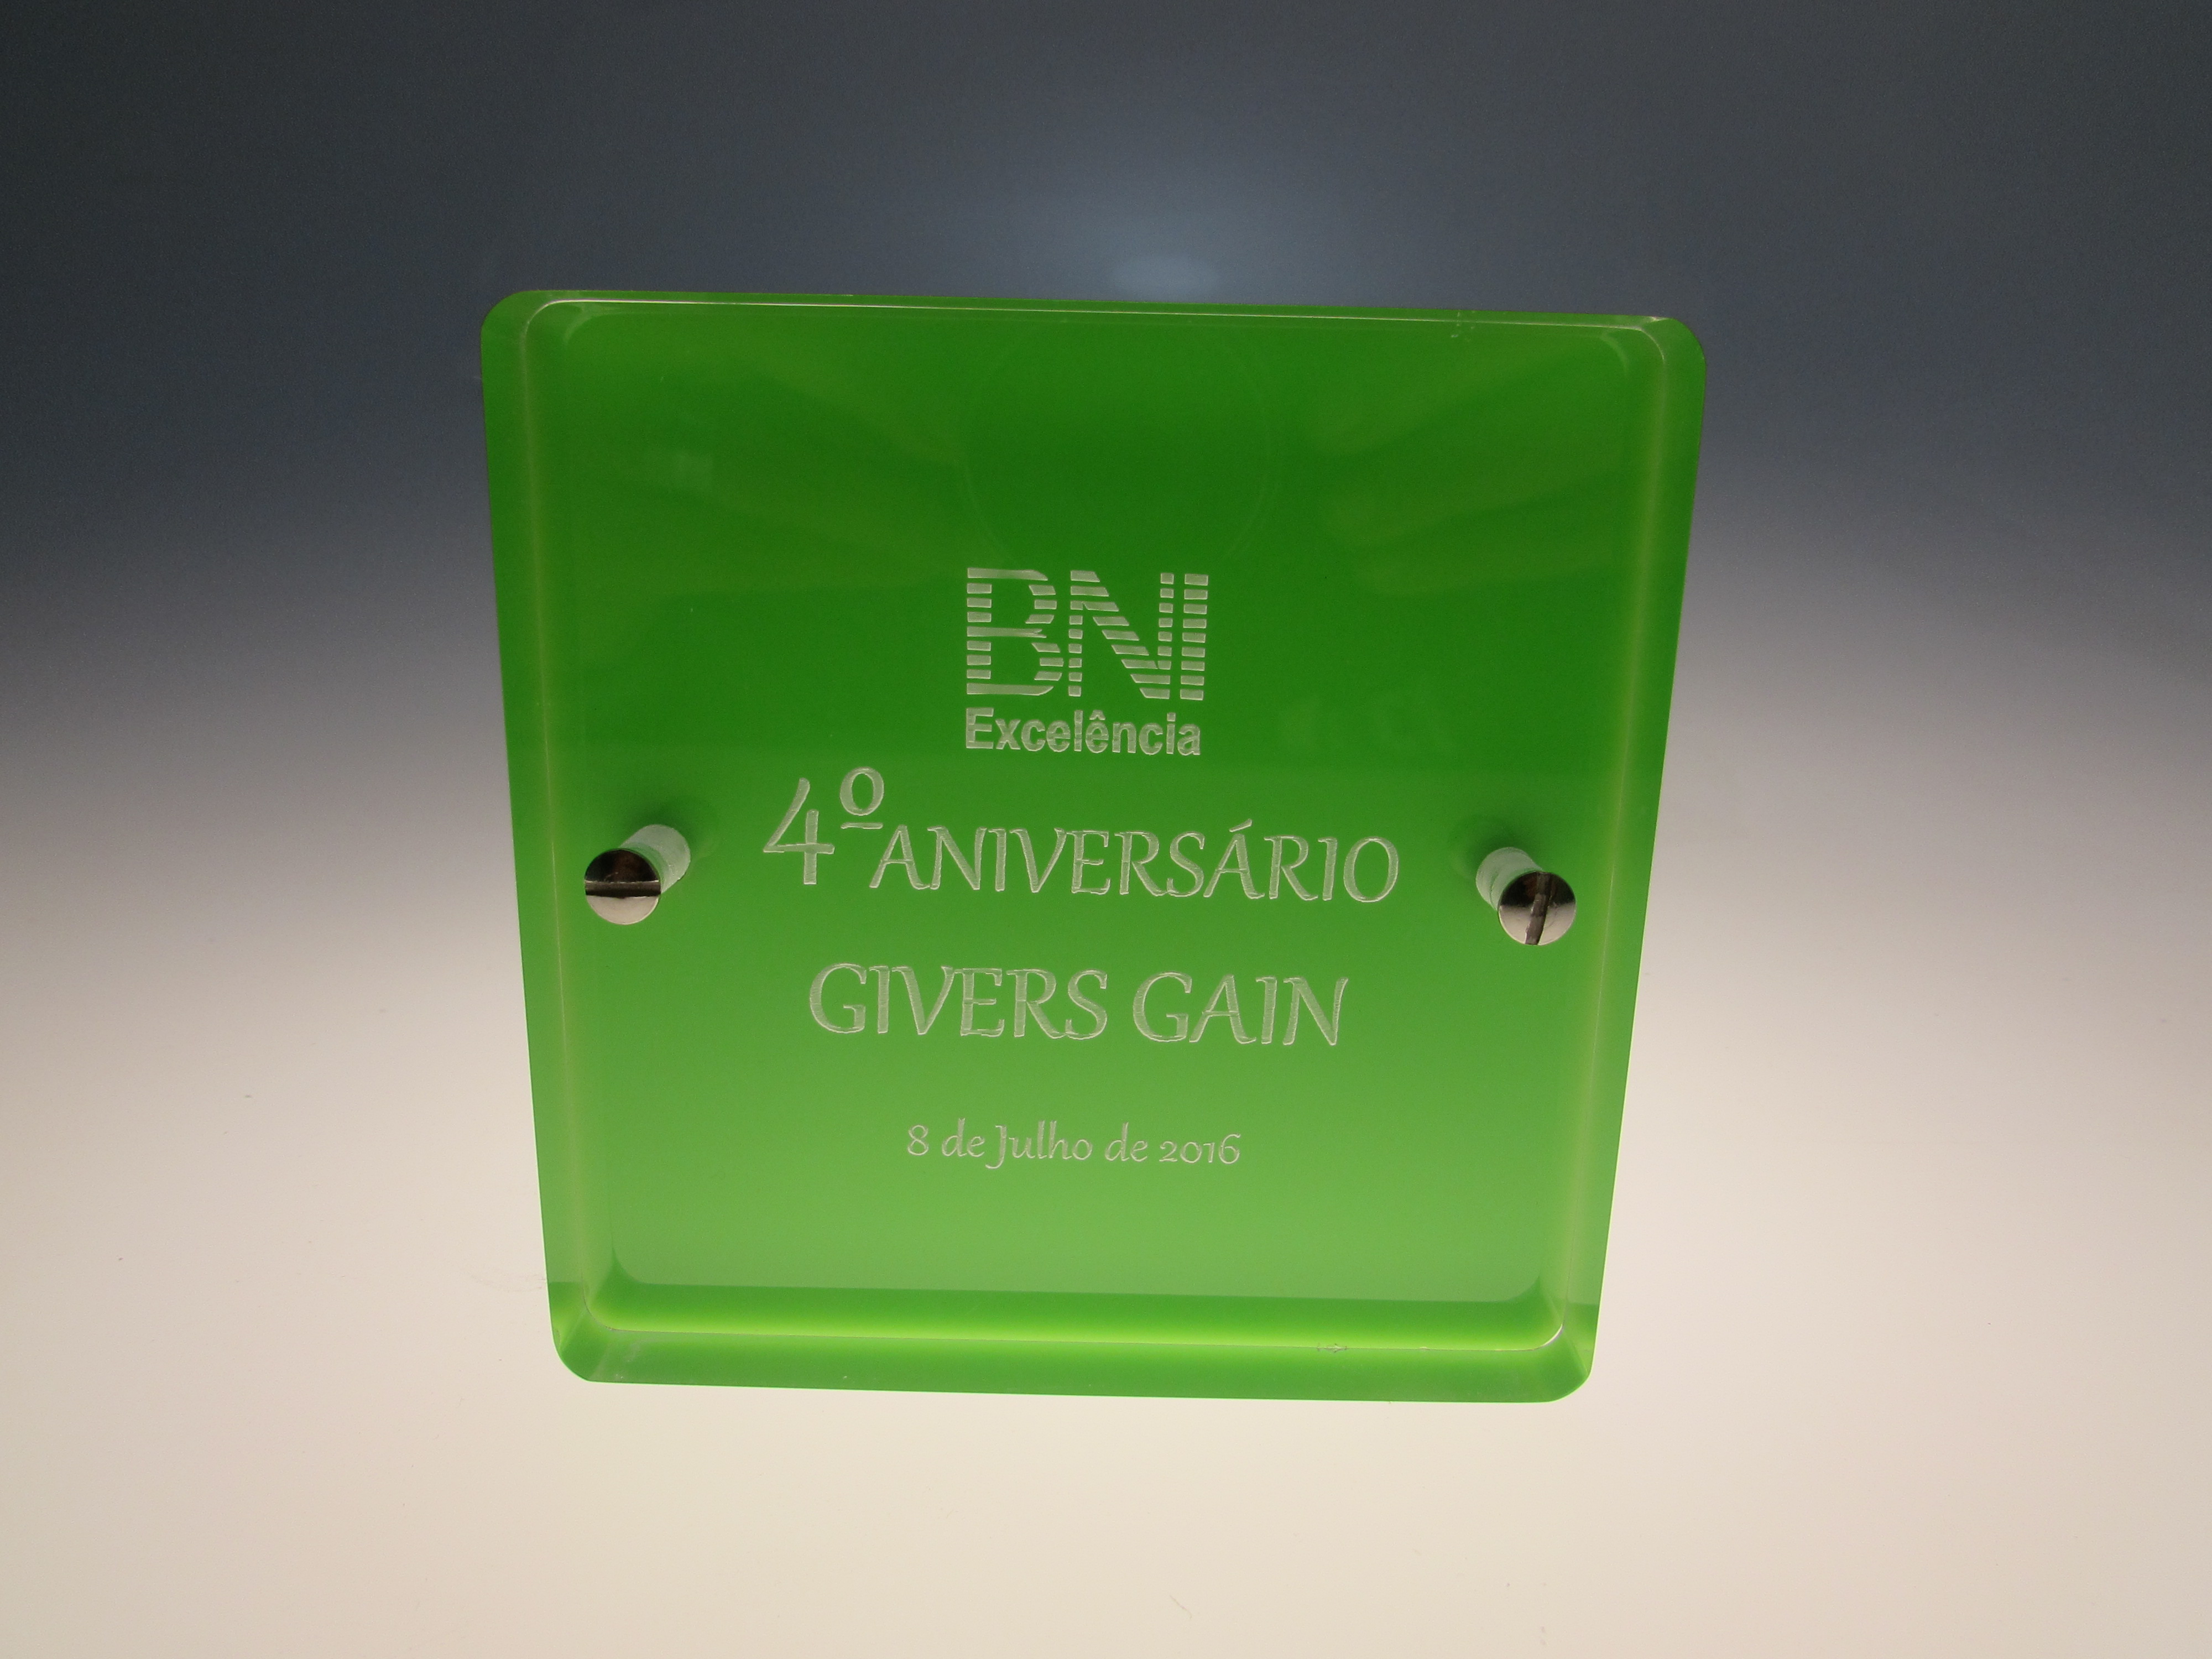 BNI
Excelência
4º ANIVERSÁRIO
GIVERS GAIN
8 de Julho de 2016